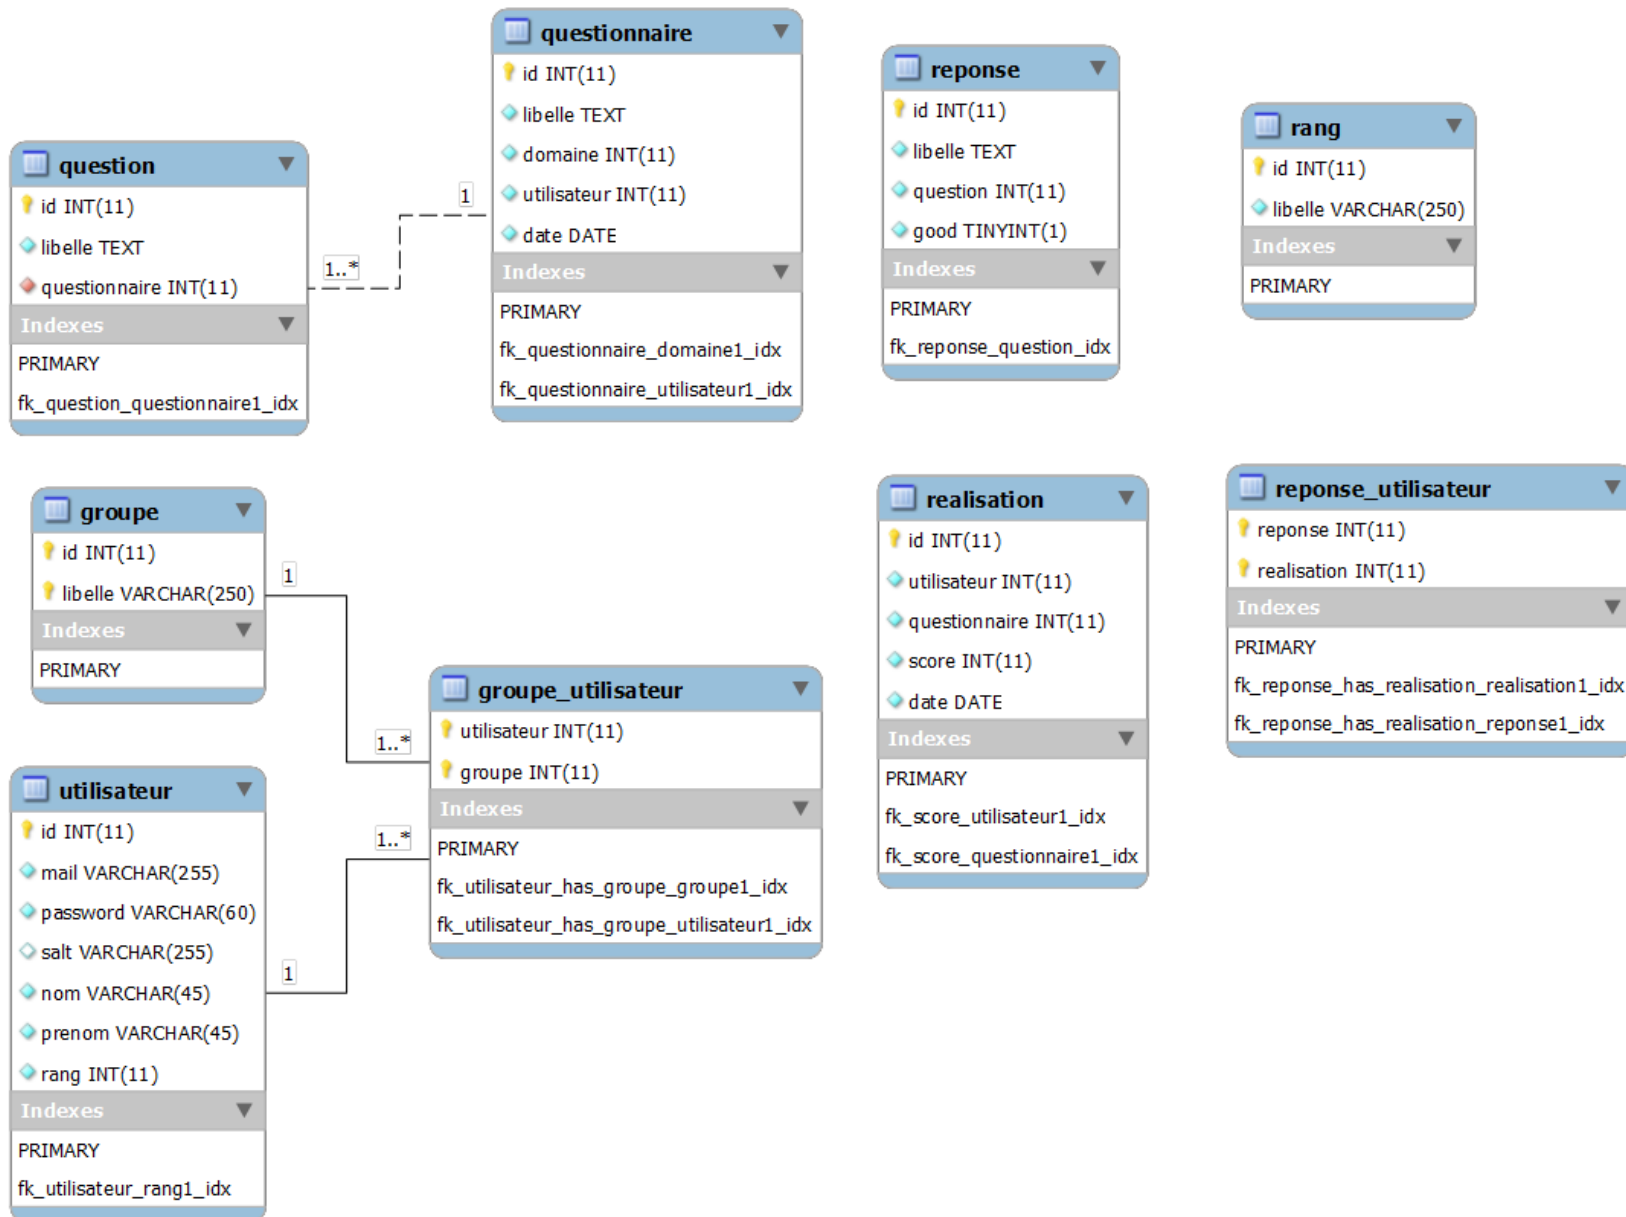 questionnaire
id INT(11)
libelle TEXT
domaine INT(11)
utilisateur INT(11)
date DATE
Indexes
PRIMARY
fk_questionnaire_domaine1_idx
fk_questionnaire_utilisateur1_idx
reponse
id INT(11)
libelle TEXT
question INT(11)
good TINYINT(1)
Indexes
PRIMARY
fk_reponse_question_idx
rang
id INT(11)
libelle VARCHAR(250)
Indexes
PRIMARY
question
id INT(11)
libelle TEXT
questionnaire INT(11)
Indexes
PRIMARY
fk_question_questionnaire1_idx
1
1..*
groupe
id INT(11)
libelle VARCHAR(250)
Indexes
PRIMARY
1
1..*
groupe_utilisateur
utilisateur INT(11)
groupe INT(11)
Indexes
PRIMARY
fk_utilisateur_has_groupe_groupe1_idx
fk_utilisateur_has_groupe_utilisateur1_idx
realisation
id INT(11)
utilisateur INT(11)
questionnaire INT(11)
score INT(11)
date DATE
Indexes
PRIMARY
fk_score_utilisateur1_idx
fk_score_questionnaire1_idx
reponse_utilisateur
reponse INT(11)
realisation INT(11)
Indexes
PRIMARY
fk_reponse_has_realisation_realisation1_idx
fk_reponse_has_realisation_reponse1_idx
utilisateur
id INT(11)
mail VARCHAR(255)
password VARCHAR(60)
salt VARCHAR(255)
nom VARCHAR(45)
prenom VARCHAR(45)
rang INT(11)
Indexes
PRIMARY
fk_utilisateur_rang1_idx
1..*
1